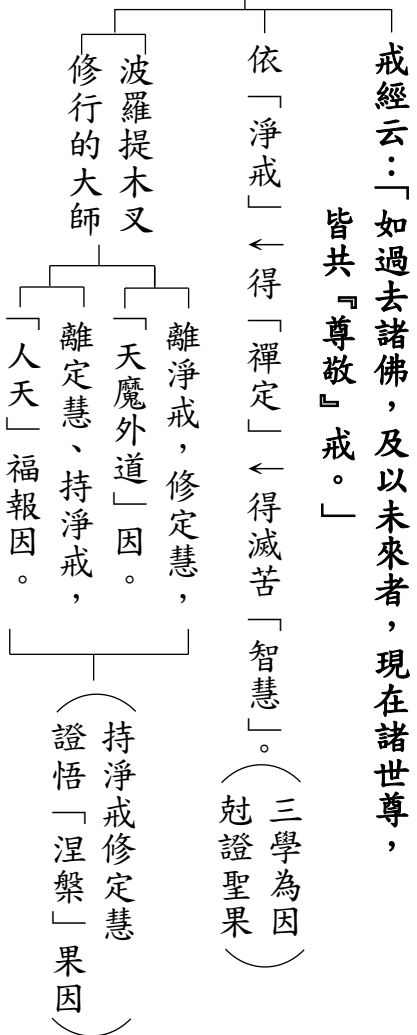 戒經云：「如過去諸佛，及以未來者，現在諸世尊，
皆共『尊敬』戒。」
依「淨戒」←得「禪定」←得滅苦「智慧」。
（三學為因
尅證聖果）
波羅提木叉
修行的大師
離淨戒，修定慧，
「天魔外道」因。
離定慧、持淨戒，
「人天」福報因。
（持淨戒修定慧
證悟「涅槃」果因）